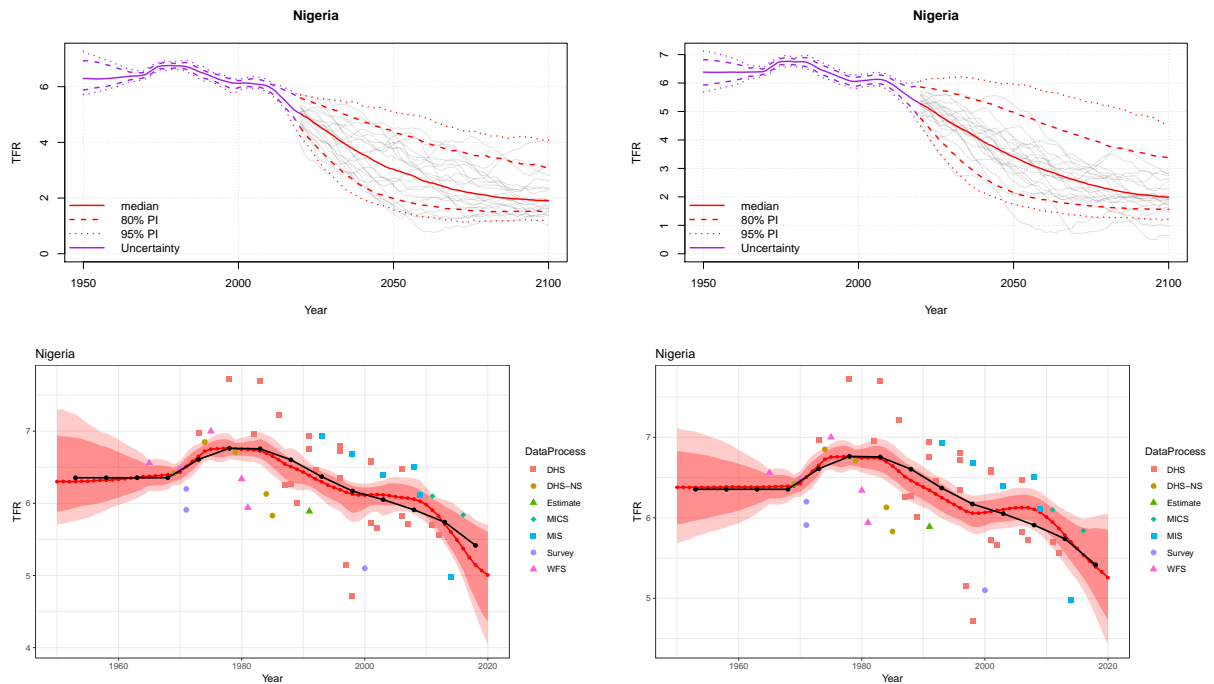 Nigeria
TFR
6
4
2
0
median
80% PI
95% PI
Uncertainty
1950
2000
2050
2100
Year
Nigeria
TFR
7
6
5
4
3
2
1
0
median
80% PI
95% PI
Uncertainty
1950
2000
2050
2100
Year
Nigeria
TFR
7
6
5
4
1960
1980
2000
2020
Year
DataProcess
DHS
DHS−NS
Estimate
MICS
MIS
Survey
WFS
Nigeria
TFR
7
6
5
1960
1980
2000
2020
Year
DataProcess
DHS
DHS−NS
Estimate
MICS
MIS
Survey
WFS